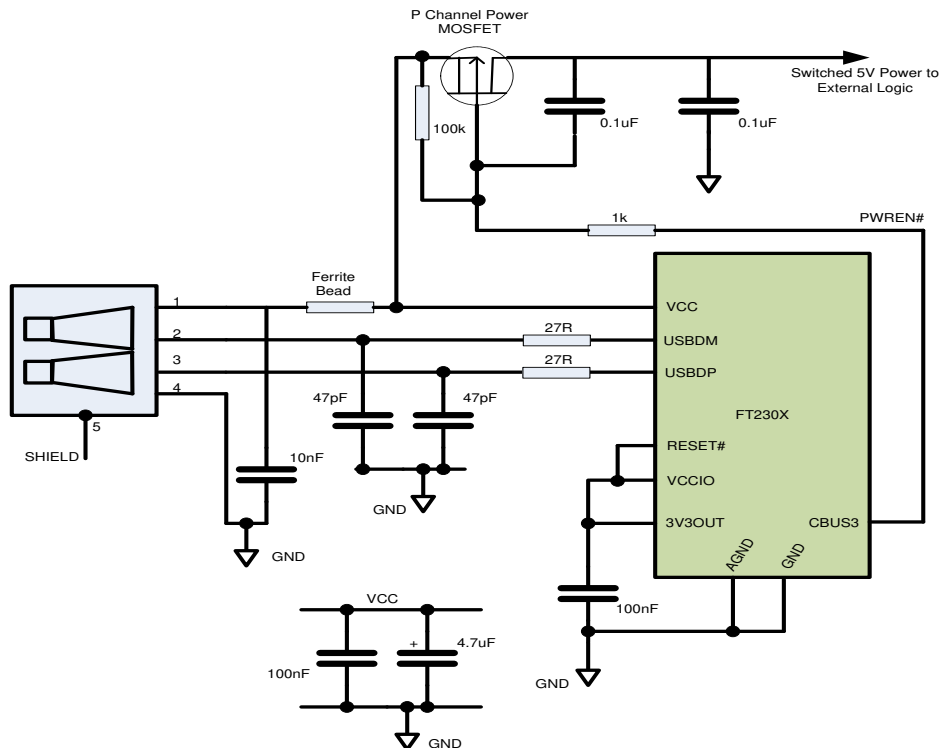 P Channel Power
MOSFET
Switched 5V Power to
External Logic
0.1uF
0.1uF
100k
1k
PWREN#
Ferrite
Bead
1
VCC
27R
2
USBDM
27R
3
USBDP
4
47pF
47pF
FT230X
5
SHIELD
RESET#
10nF
VCCIO
GND
3V3OUT
CBUS3
GND
AGND
GND
100nF
VCC
+
4.7uF
100nF
GND
GND